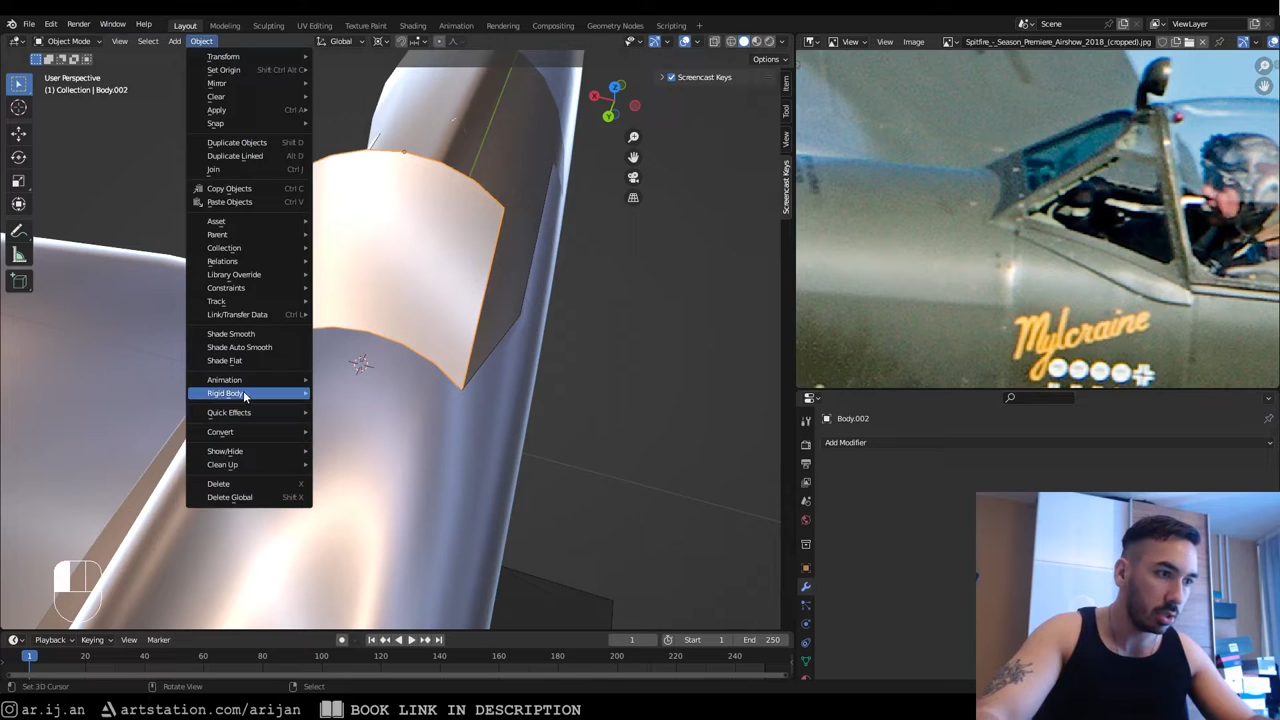 File Edit Render Window Help Layout Modeling Sculpting UV Editing Texture Paint Shading Animation Rendering Compositing Geometry Nodes Scripting + Scene ViewLayer
Object Mode View Select Add Object Global View View Image Spitfire_-_Season_Premiere_Airshow_2018_(cropped).jpg
Options
User Perspective
(1) Collection | Body.002
Transform
Set Origin Shift Ctrl Alt C
Mirror
Clear
Apply Ctrl A
Snap
Duplicate Objects Shift D
Duplicate Linked Alt D
Join Ctrl J
Copy Objects Ctrl C
Paste Objects Ctrl V
Asset
Parent
Collection
Relations
Library Override
Constraints
Track
Link/Transfer Data Ctrl L
Shade Smooth
Shade Auto Smooth
Shade Flat
Animation
Rigid Body
Quick Effects
Convert
Show/Hide
Clean Up
Delete X
Delete Global Shift X
Screencast Keys
Item
Tool
View
Screencast Keys
X
Y
Z
Mylcraine
Body.002
Add Modifier
Playback Keying View Marker 1 Start 1 End 250
1 20 40 60 80 100 120 140 160 180 200 220 240
Set 3D Cursor Rotate View Select
ar.ij.an artstation.com/arijan BOOK LINK IN DESCRIPTION